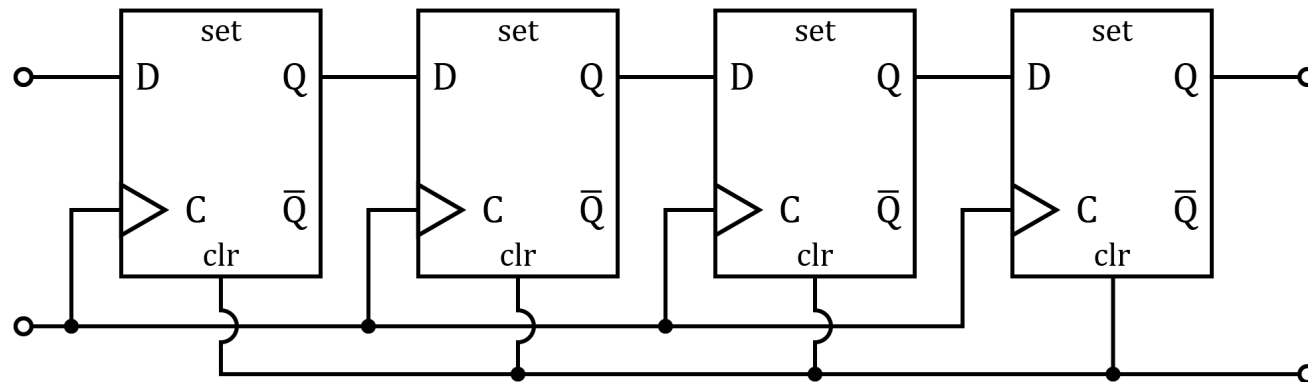 set set set set
D Q D Q D Q D Q
C Q̅ C Q̅ C Q̅ C Q̅
clr clr clr clr